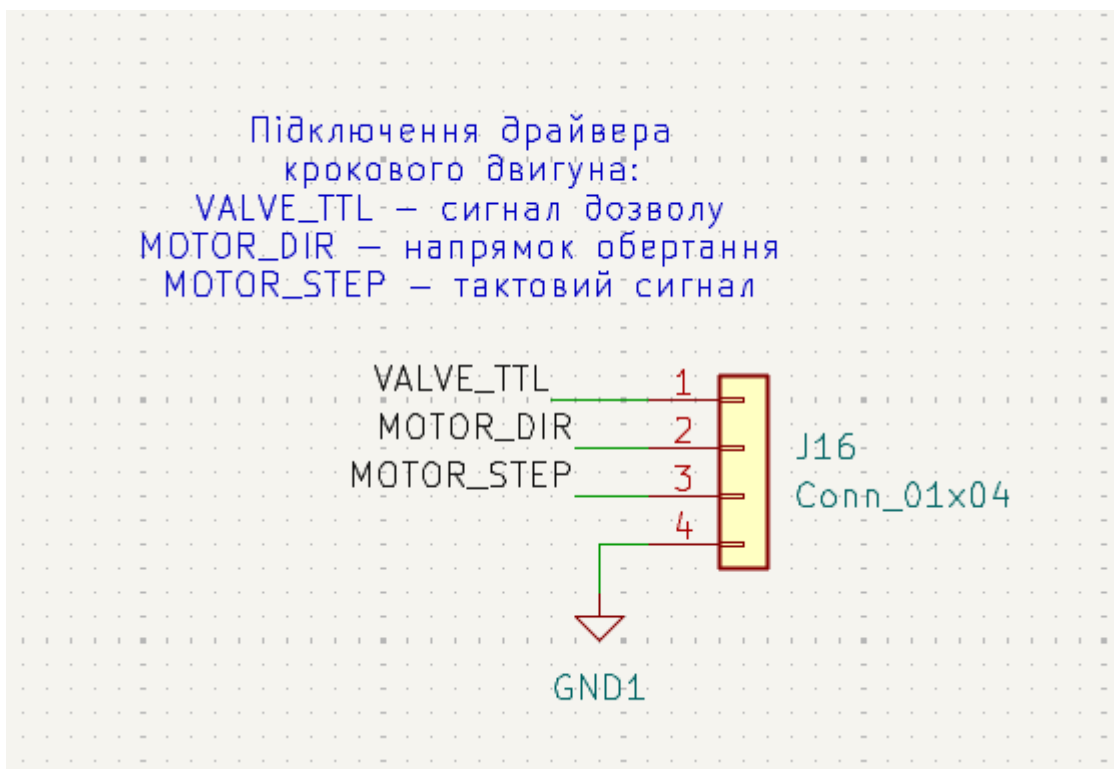 Підключення драйвера
крокового двигуна:
VALVE_TTL – сигнал дозволу
MOTOR_DIR – напрямок обертання
MOTOR_STEP – тактовий сигнал
VALVE_TTL 1
MOTOR_DIR 2
J16
MOTOR_STEP 3
Conn_01x04
4
GND1